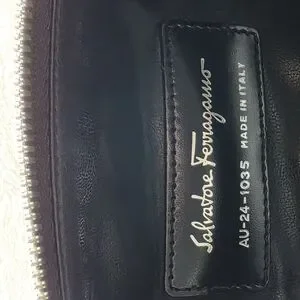 Salvatore Ferragamo
AU-24-1035 MADE IN ITALY